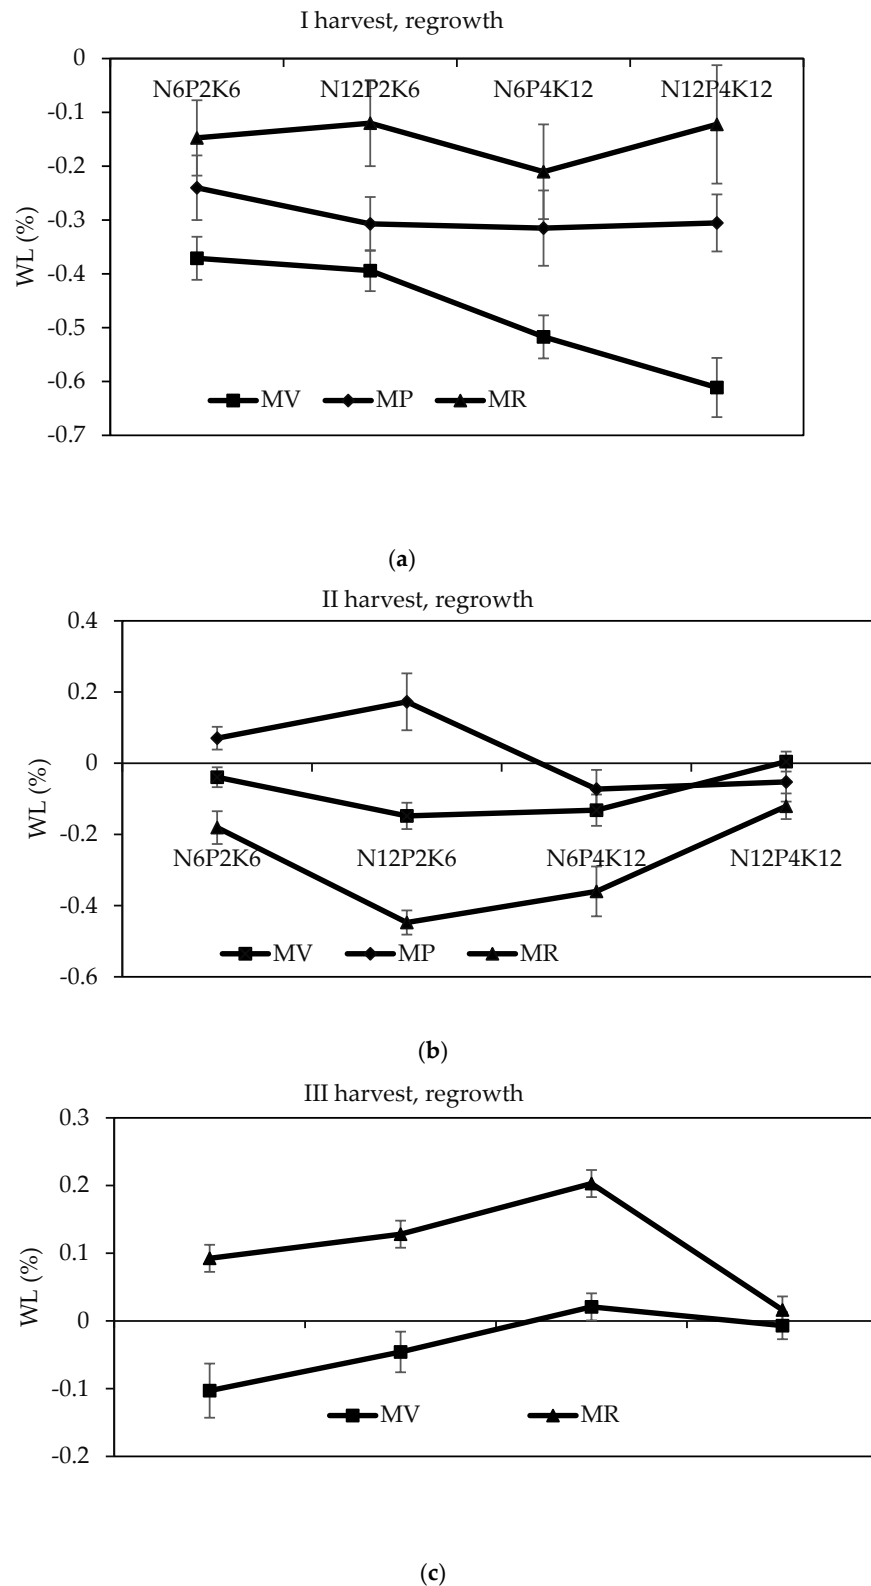 I harvest, regrowth
0
N6P2K6 N12P2K6 N6P4K12 N12P4K12
-0.1
-0.2
-0.3
-0.4
-0.5
-0.6
-0.7
WL (%)
MV MP MR
(a)
II harvest, regrowth
0.4
0.2
0
-0.2
-0.4
-0.6
WL (%)
N6P2K6 N12P2K6 N6P4K12 N12P4K12
MV MP MR
(b)
III harvest, regrowth
0.3
0.2
0.1
0
-0.1
-0.2
WL (%)
MV MR
(c)